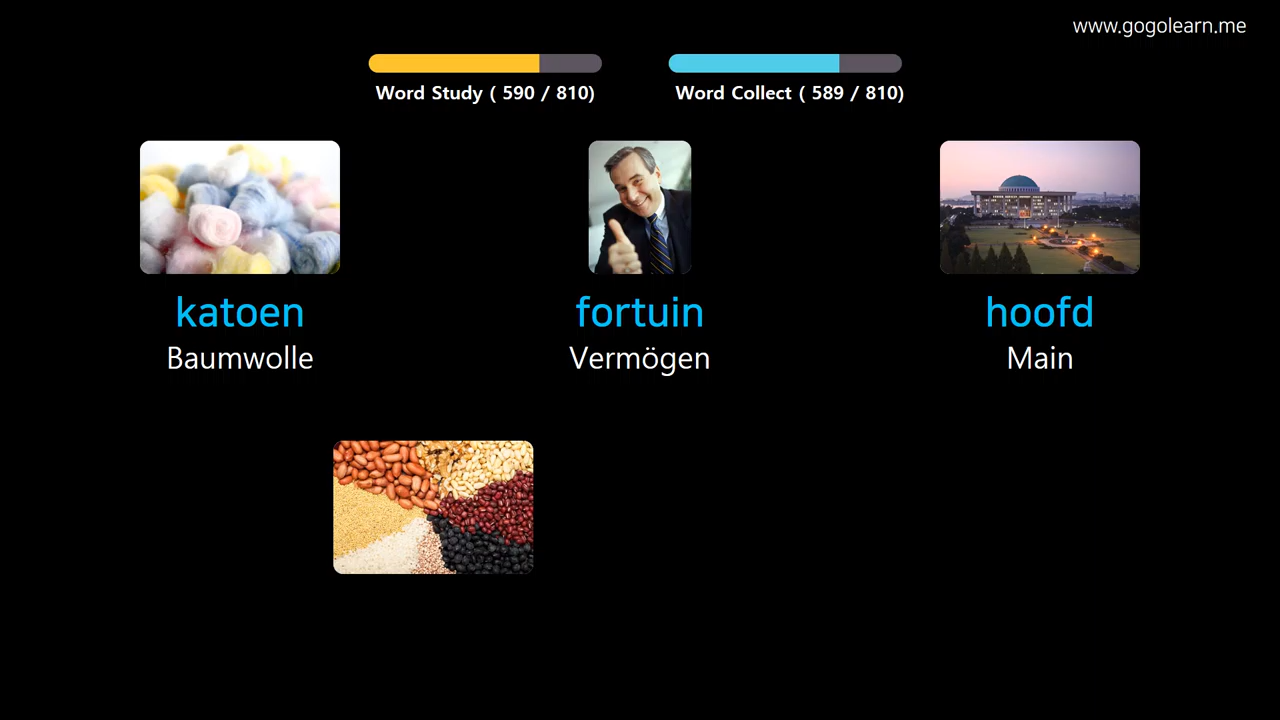 www.gogolearn.me
Word Study ( 590 / 810)
Word Collect ( 589 / 810)
katoen
fortuin
hoofd
Baumwolle
Vermögen
Main